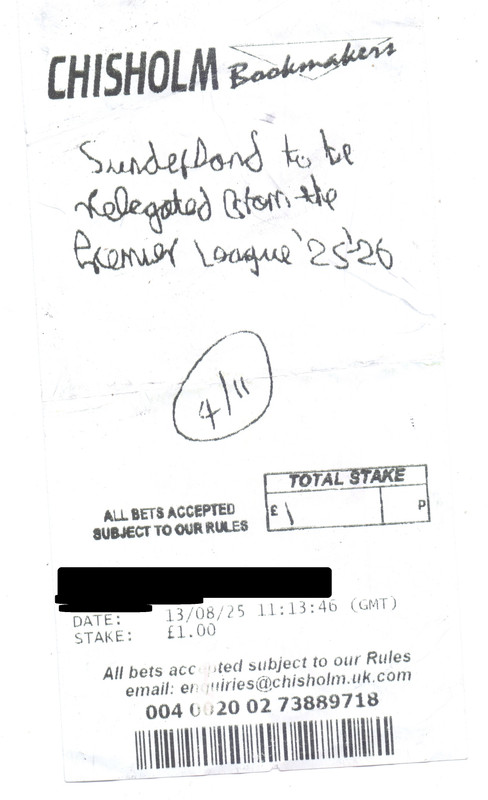 CHISHOLM Bookmakers
Sunderland to be
relegated from the
Premier League '25-'26
4/11
TOTAL STAKE
£ 1 P
ALL BETS ACCEPTED
SUBJECT TO OUR RULES
DATE: 13/08/25 11:13:46 (GMT)
STAKE: £1.00
All bets accepted subject to our Rules
email: enquiries@chisholm.uk.com
004 0020 02 73889718